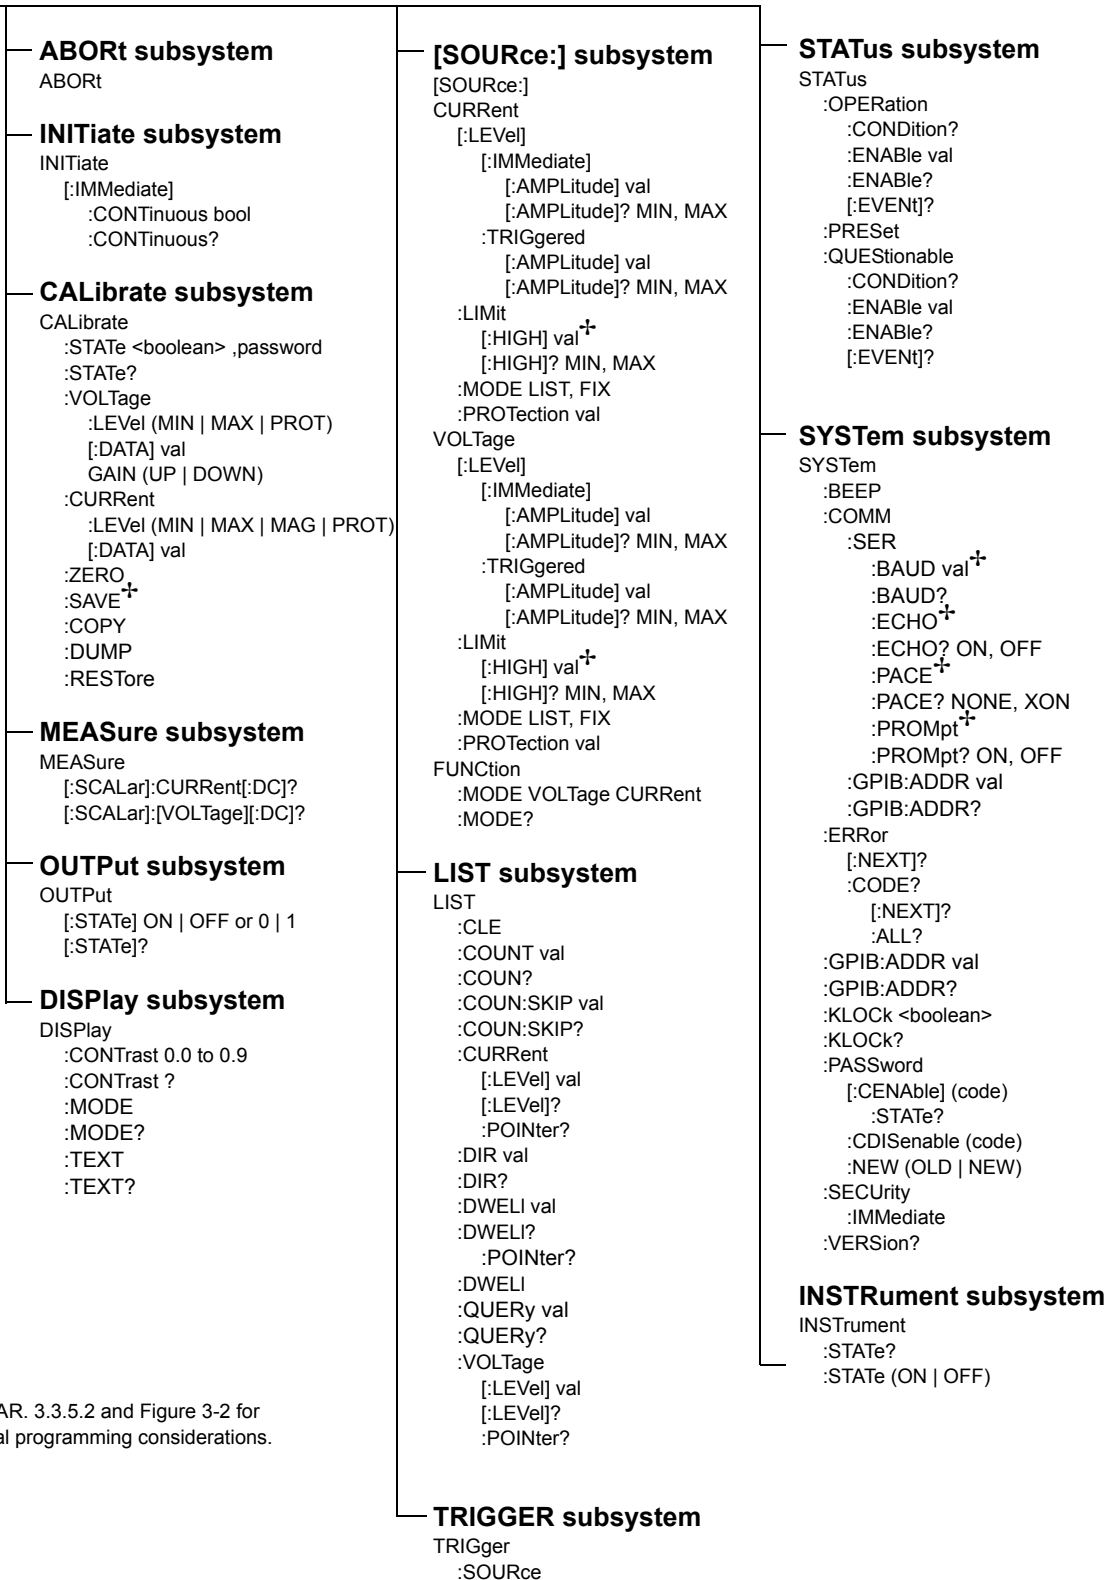 ABORt subsystem
ABORt
INITiate subsystem
INITiate
[:IMMediate]
:CONTinuous bool
:CONTinuous?
CALibrate subsystem
CALibrate
:STATe <boolean> ,password
:STATe?
:VOLTage
:LEVel (MIN | MAX | PROT)
[:DATA] val
GAIN (UP | DOWN)
:CURRent
:LEVel (MIN | MAX | MAG | PROT)
[:DATA] val
:ZERO
:SAVE✢
:COPY
:DUMP
:RESTore
MEASure subsystem
MEASure
[:SCALar]:CURRent[:DC]?
[:SCALar]:[VOLTage][:DC]?
OUTPut subsystem
OUTPut
[:STATe] ON | OFF or 0 | 1
[:STATe]?
DISPlay subsystem
DISPlay
:CONTrast 0.0 to 0.9
:CONTrast ?
:MODE
:MODE?
:TEXT
:TEXT?
AR. 3.3.5.2 and Figure 3-2 for
al programming considerations.
[SOURce:] subsystem
[SOURce:]
CURRent
[:LEVel]
[:IMMediate]
[:AMPLitude] val
[:AMPLitude]? MIN, MAX
:TRIGgered
[:AMPLitude] val
[:AMPLitude]? MIN, MAX
:LIMit
[:HIGH] val✢
[:HIGH]? MIN, MAX
:MODE LIST, FIX
:PROTection val
VOLTage
[:LEVel]
[:IMMediate]
[:AMPLitude] val
[:AMPLitude]? MIN, MAX
:TRIGgered
[:AMPLitude] val
[:AMPLitude]? MIN, MAX
:LIMit
[:HIGH] val✢
[:HIGH]? MIN, MAX
:MODE LIST, FIX
:PROTection val
FUNCtion
:MODE VOLTage CURRent
:MODE?
LIST subsystem
LIST
:CLE
:COUNT val
:COUN?
:COUN:SKIP val
:COUN:SKIP?
:CURRent
[:LEVel] val
[:LEVel]?
:POINter?
:DIR val
:DIR?
:DWELl val
:DWELl?
:POINter?
:DWELl
:QUERy val
:QUERy?
:VOLTage
[:LEVel] val
[:LEVel]?
:POINter?
TRIGGER subsystem
TRIGger
:SOURce
STATus subsystem
STATus
:OPERation
:CONDition?
:ENABle val
:ENABle?
[:EVENt]?
:PRESet
:QUEStionable
:CONDition?
:ENABle val
:ENABle?
[:EVENt]?
SYSTem subsystem
SYSTem
:BEEP
:COMM
:SER
:BAUD val✢
:BAUD?
:ECHO✢
:ECHO? ON, OFF
:PACE✢
:PACE? NONE, XON
:PROMpt✢
:PROMpt? ON, OFF
:GPIB:ADDR val
:GPIB:ADDR?
:ERRor
[:NEXT]?
:CODE?
[:NEXT]?
:ALL?
:GPIB:ADDR val
:GPIB:ADDR?
:KLOCk <boolean>
:KLOCk?
:PASSword
[:CENAble] (code)
:STATe?
:CDISenable (code)
:NEW (OLD | NEW)
:SECUrity
:IMMediate
:VERSion?
INSTRument subsystem
INSTrument
:STATe?
:STATe (ON | OFF)